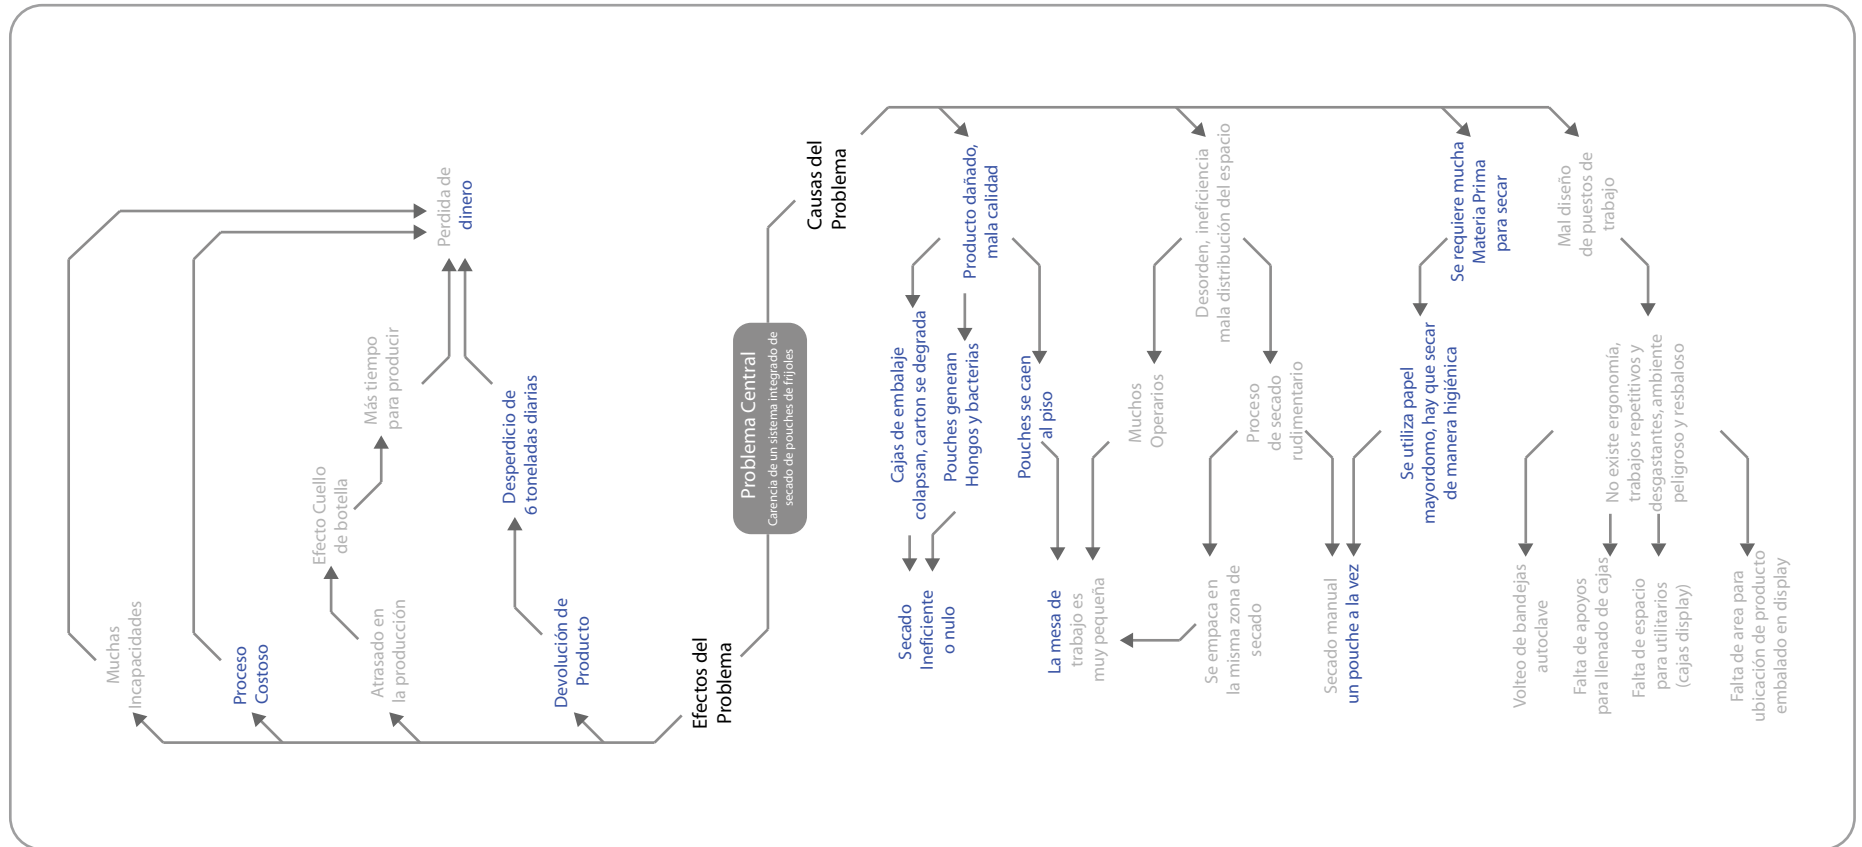 Muchas
Incapacidades
Proceso
Costoso
Atrasado en
la producción
Devolución de
Producto
Efecto Cuello
de botella
Más tiempo
para producir
Desperdicio de
6 toneladas diarias
Perdida de
dinero
Efectos del
Problema
Problema Central
Carencia de un sistema integrado de
secado de pouches de frijoles
Causas del
Problema
Producto dañado,
mala calidad
Desorden, ineficiencia
mala distribución del espacio
Se requiere mucha
Materia Prima
para secar
Mal diseño
de puestos de
trabajo
Cajas de embalaje
colapsan, carton se degrada
Pouches generan
Hongos y bacterias
Pouches se caen
al piso
Muchos
Operarios
Proceso
de secado
rudimentario
Se utiliza papel
mayordomo, hay que secar
de manera higiénica
No existe ergonomía,
trabajos repetitivos y
desgastantes, ambiente
peligroso y resbaloso
Secado
Ineficiente
o nulo
La mesa de
trabajo es
muy pequeña
Se empaca en
la misma zona de
secado
Secado manual
un pouche a la vez
Volteo de bandejas
autoclave
Falta de apoyos
para llenado de cajas
Falta de espacio
para utilitarios
(cajas display)
Falta de area para
ubicación de producto
embalado en display